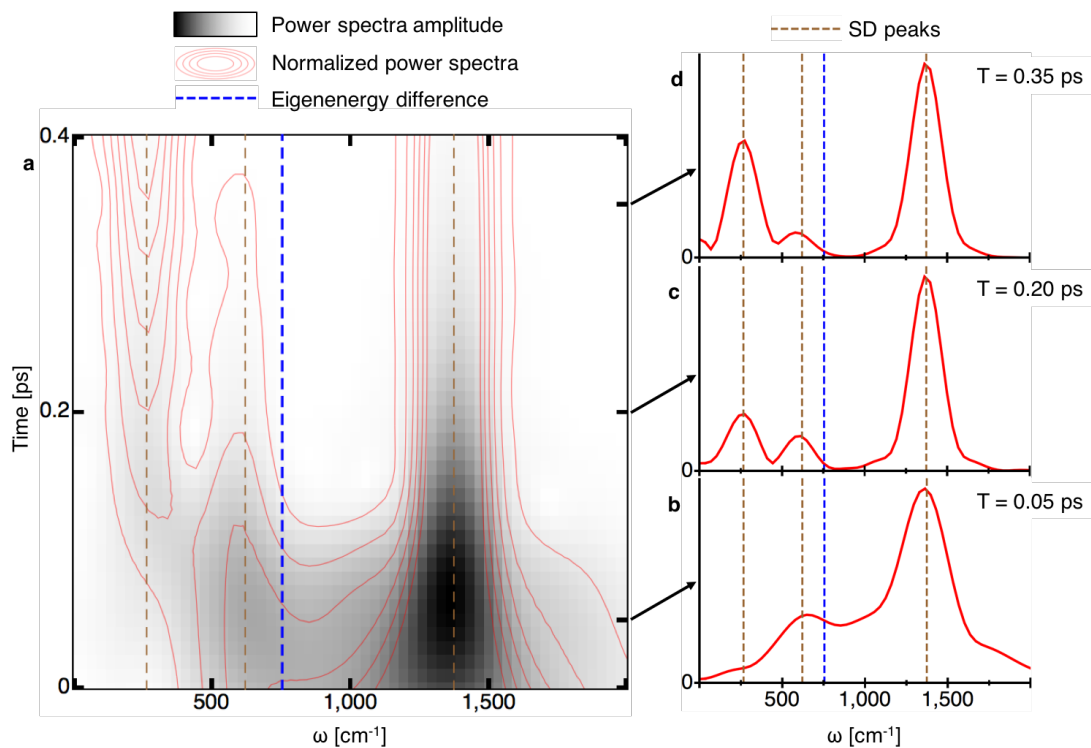 Power spectra amplitude
Normalized power spectra
Eigenenergy difference
SD peaks
a
0.4
0.2
0
Time [ps]
500
1,000
1,500
ω [cm⁻¹]
d
T = 0.35 ps
0
c
T = 0.20 ps
0
b
T = 0.05 ps
0
500
1,000
1,500
ω [cm⁻¹]